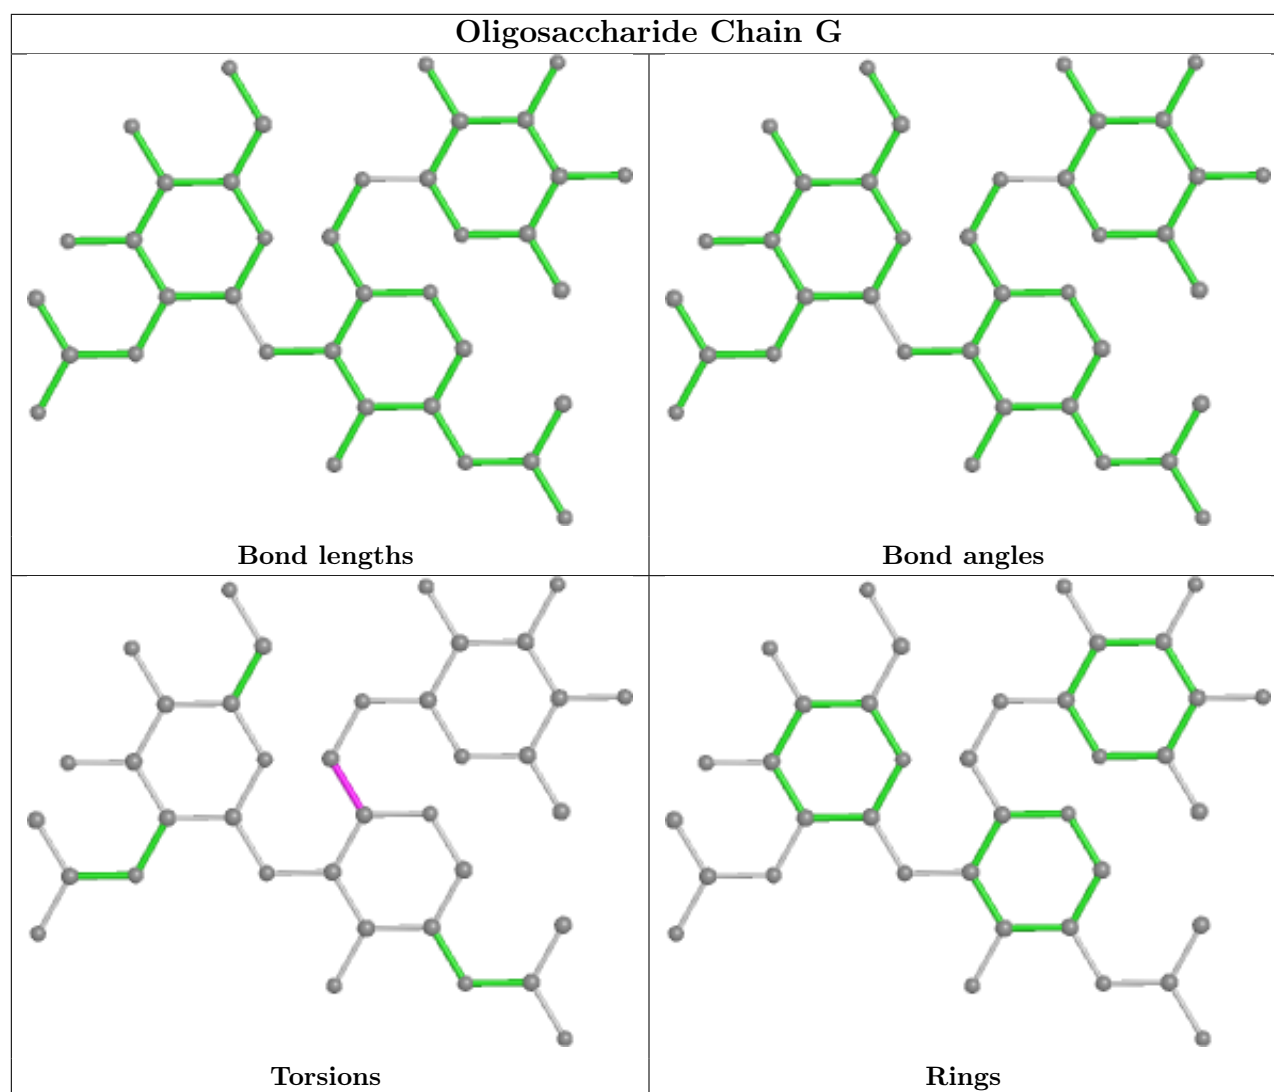 Oligosaccharide Chain G
Bond lengths
Bond angles
Torsions
Rings